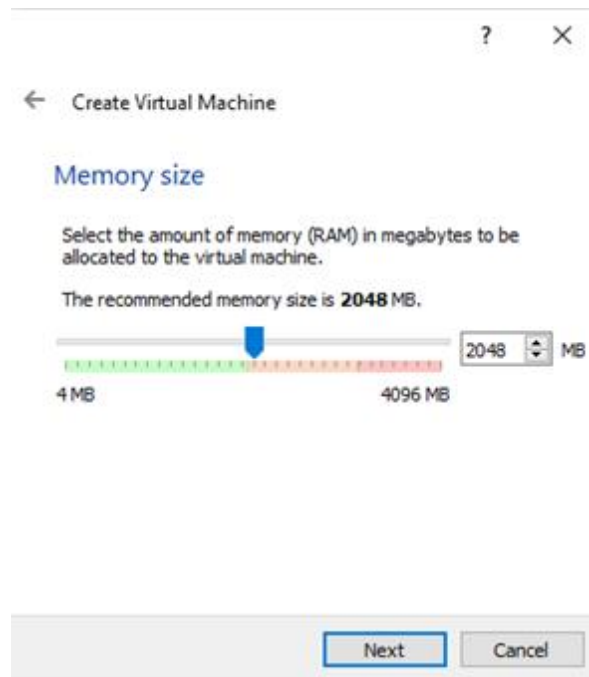 ?
Create Virtual Machine
Memory size
Select the amount of memory (RAM) in megabytes to be
allocated to the virtual machine.
The recommended memory size is 2048 MB.
2048 MB
4 MB 4096 MB
Next Cancel